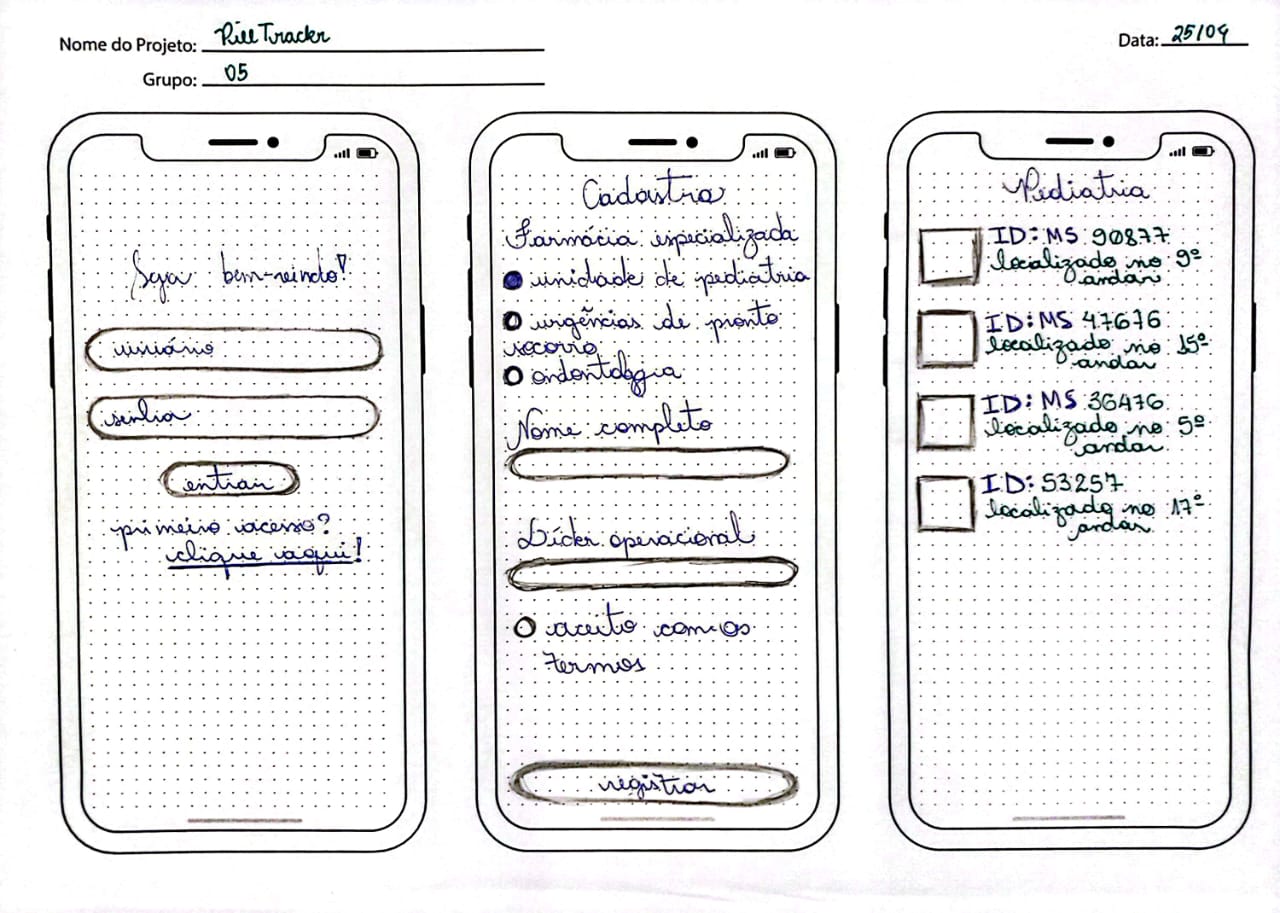 Nome do Projeto: Pill Trackr
Data: 25/09
Grupo: 05
Seja bem-vindo!
usuário
senha
entrar
primeiro acesso?
clique aqui!
Cadastro
Farmácia especializada
unidade de pediatria
urgências de pronto
socorro
ondontologia
Nome completo
Líder operacional
aceito com os
termos
registrar
Pediatria
ID: MS 90877
localizado no 9º
andar
ID: MS 47676
localizado no 15º
andar
ID: MS 36476
localizado no 5º
andar
ID: 53257
localizado no 17º
andar